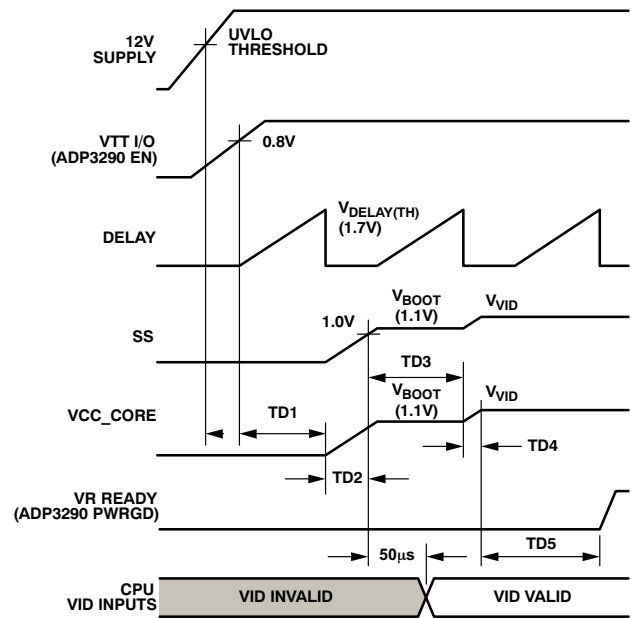 12V
SUPPLY
UVLO
THRESHOLD
VTT I/O
(ADP3290 EN)
0.8V
DELAY
VDELAY(TH)
(1.7V)
SS
1.0V
VBOOT
(1.1V)
VVID
TD3
VCC_CORE
TD1
VBOOT
(1.1V)
VVID
TD4
TD2
VR READY
(ADP3290 PWRGD)
50μs
TD5
CPU
VID INPUTS
VID INVALID
VID VALID